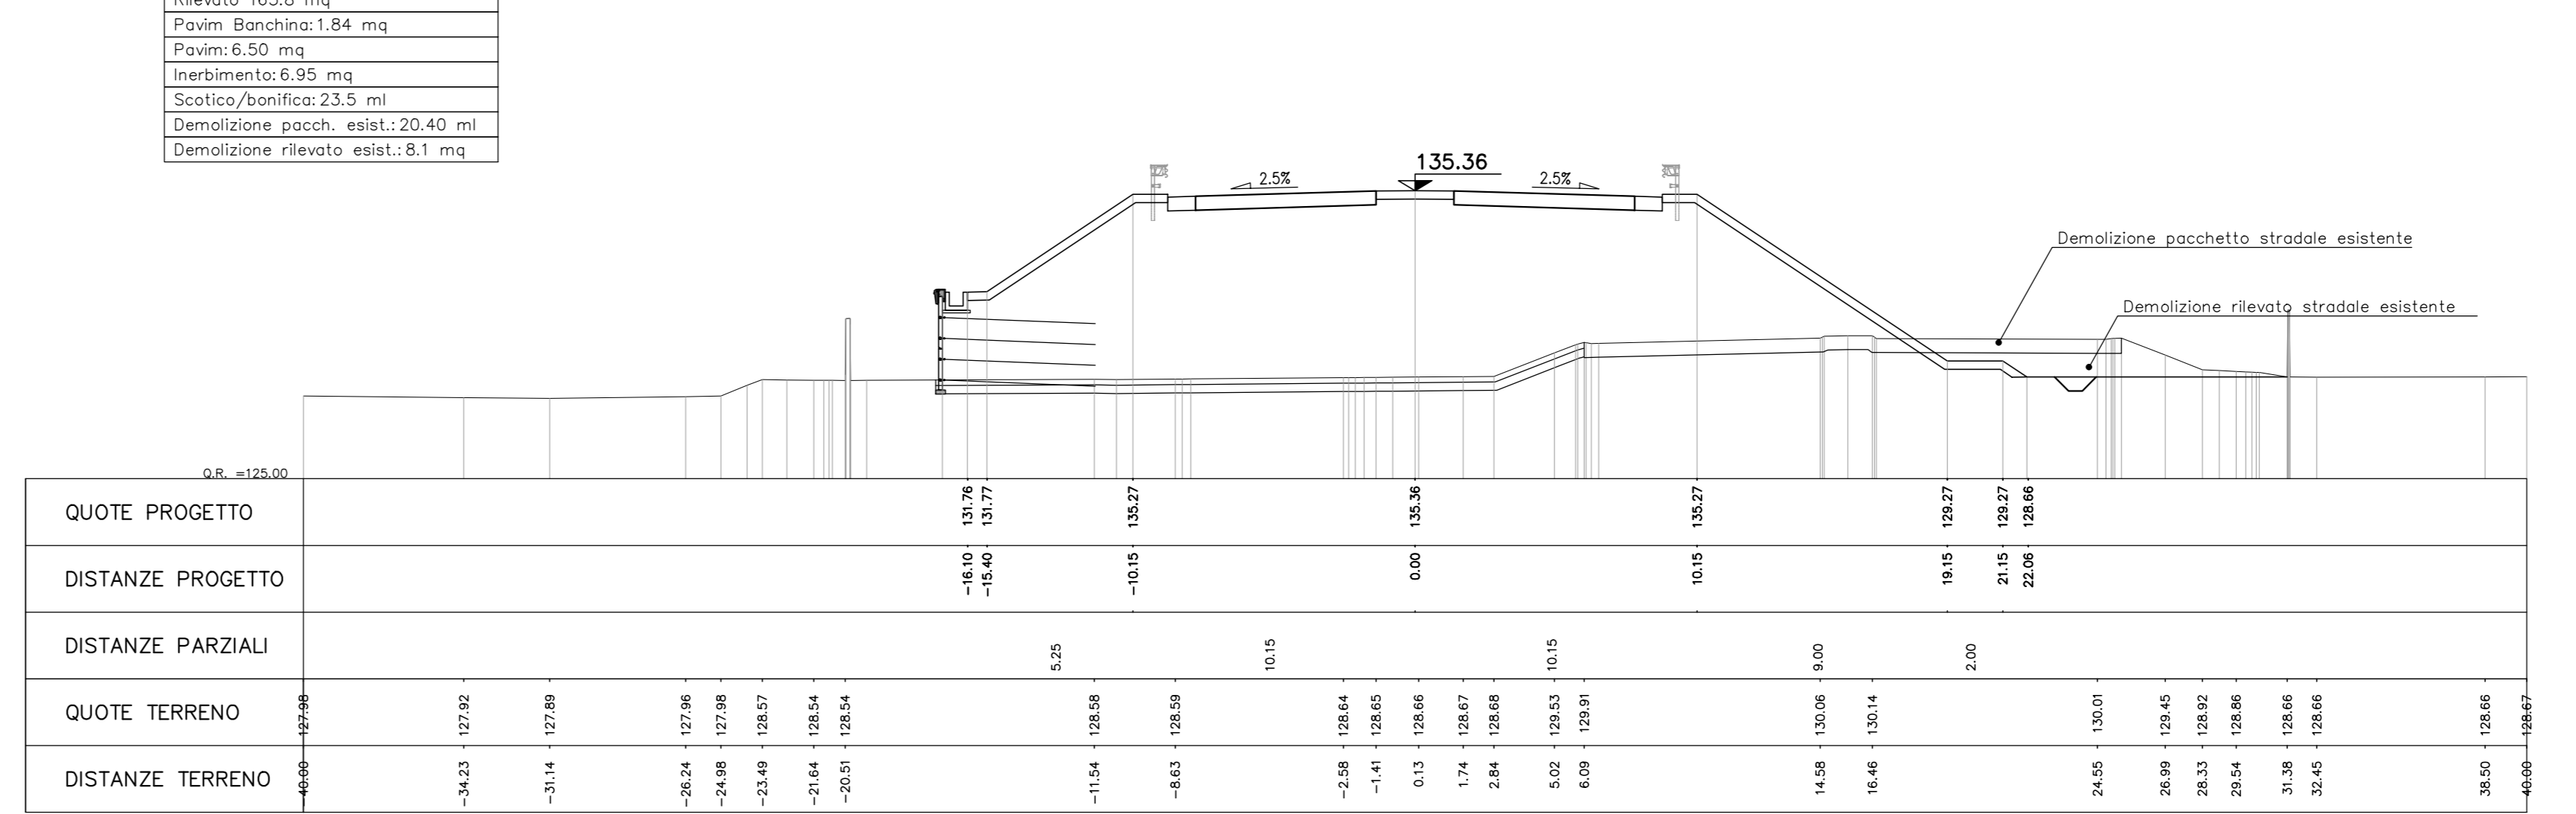 Rilevato 165.8 mq
Pavim Banchina:1.84 mq
Pavim:6.50 mq
Inerbimento:6.95 mq
Scotico/bonifica:23.5 ml
Demolizione pacch. esist.:20.40 ml
Demolizione rilevato esist.:8.1 mq
135.36
2.5% 2.5%
Demolizione pacchetto stradale esistente
Demolizione rilevato stradale esistente
Q.R. =125.00
QUOTE PROGETTO 131.76 131.77 135.27 135.36 135.27 129.27 129.27 128.66
DISTANZE PROGETTO -16.10 -15.40 -10.15 0.00 10.15 19.15 21.15 22.06
DISTANZE PARZIALI 5.25 10.15 10.15 9.00 2.00
QUOTE TERRENO 127.98 127.92 127.89 127.96 127.98 128.57 128.54 128.54 128.58 128.59 128.64 128.65 128.66 128.67 128.68 129.53 129.91 130.06 130.14 130.01 129.45 128.92 128.86 128.66 128.66 128.66 128.67
DISTANZE TERRENO -40.00 -34.23 -31.14 -26.24 -24.98 -23.49 -21.64 -20.51 -11.54 -8.63 -2.58 -1.41 0.13 1.74 2.84 5.02 6.09 14.58 16.46 24.55 26.99 28.33 29.54 31.38 32.45 38.50 40.00